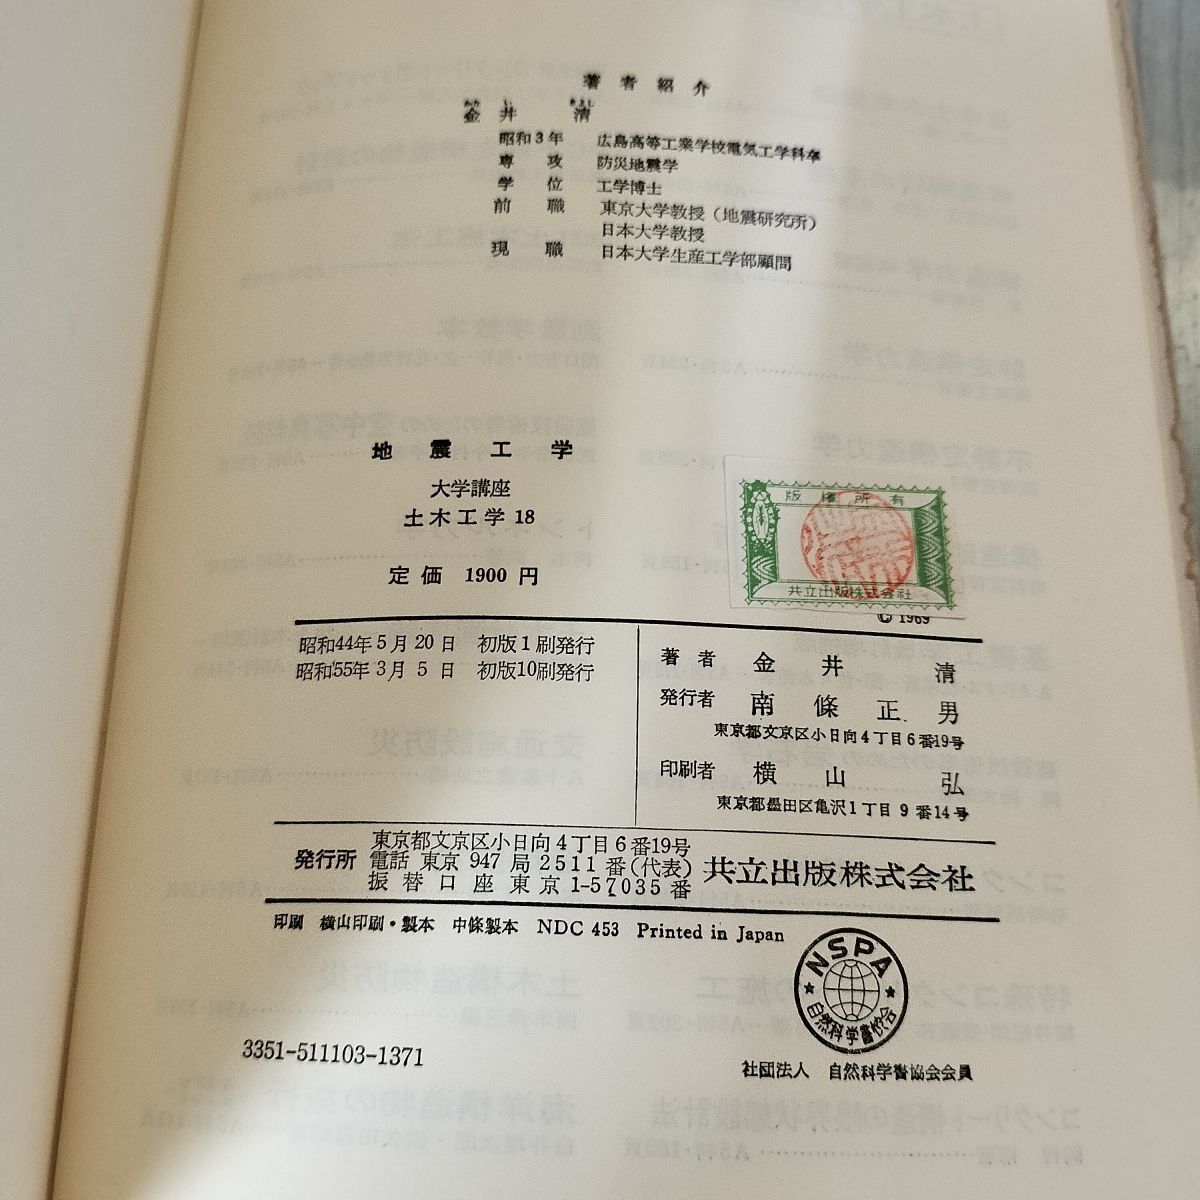 著者紹介
かな い きよし
金井 清
昭和3年 広島高等工業学校電気工学科卒
専攻 防災地震学
学位 工学博士
前職 東京大学教授（地震研究所）
日本大学教授
現職 日本大学生産工学部顧問
地震工学
大学講座
土木工学 18
定価 1900 円
版権所有
共立出版株式会社
© 1969
昭和44年5月20日 初版1刷発行
昭和55年3月5日 初版10刷発行
著者 金井 清
発行者 南條正男
東京都文京区小日向4丁目6番19号
印刷者 横山 弘
東京都墨田区亀沢1丁目9番14号
発行所
東京都文京区小日向4丁目6番19号
電話 東京 947 局 2511 番(代表)
振替口座 東京 1-57035 番
共立出版株式会社
印刷 横山印刷・製本 中條製本 NDC 453 Printed in Japan
NSPA
自然科学書協会
3351-511103-1371
社団法人 自然科学書協会会員